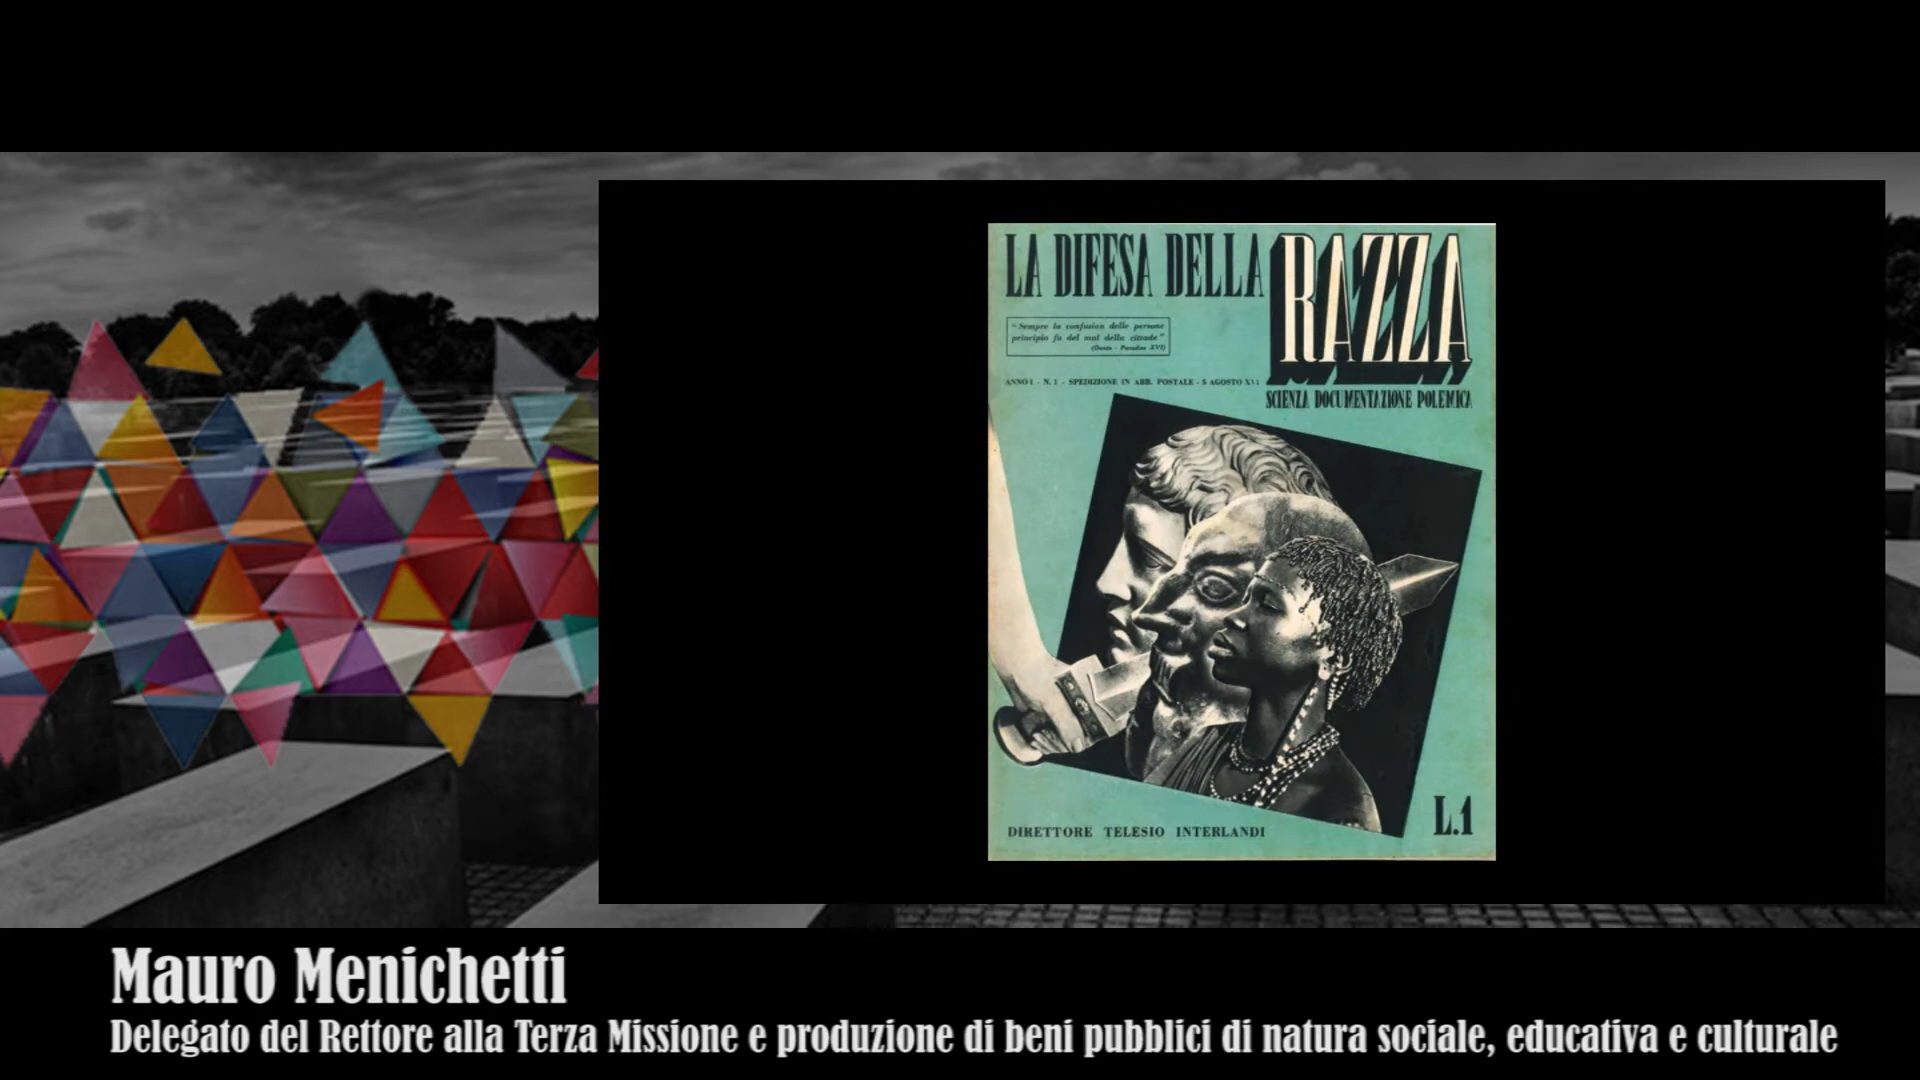 LA DIFESA DELLA RAZZA
"Sempre la confusion delle persone
principio fu del mal della cittade"
(Dante - Paradiso XVI)
ANNO I - N. 1 - SPEDIZIONE IN ABB. POSTALE - 5 AGOSTO XVI
SCIENZA DOCUMENTAZIONE POLEMICA
DIRETTORE TELESIO INTERLANDI
L.1
Mauro Menichetti
Delegato del Rettore alla Terza Missione e produzione di beni pubblici di natura sociale, educativa e culturale